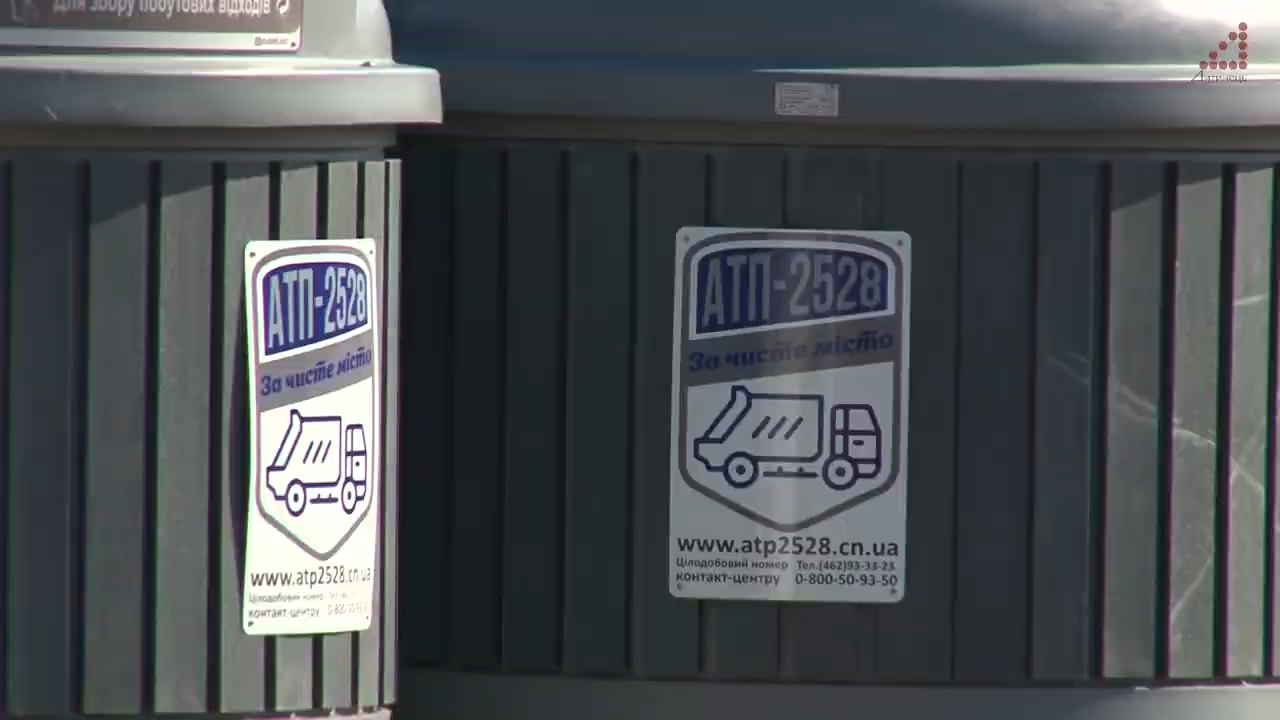 Для збору побутових відходів
Дитинець
АТП-2528
За чисте місто
www.atp2528.cn.ua
Цілодобовий номер
контакт-центру
АТП-2528
За чисте місто
www.atp2528.cn.ua
Цілодобовий номер Тел.(462)93-33-23
контакт-центру 0-800-50-93-50